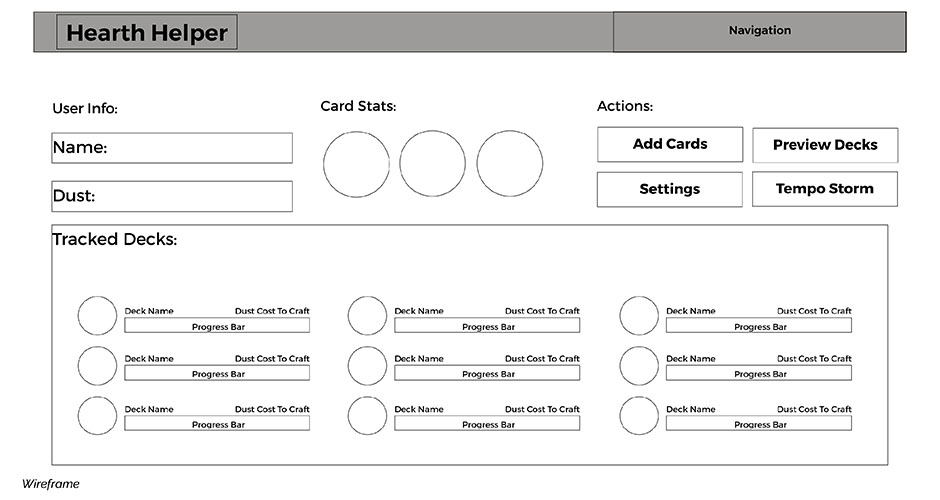 Hearth Helper
Navigation
User Info:
Name:
Dust:
Card Stats:
Actions:
Add Cards
Preview Decks
Settings
Tempo Storm
Tracked Decks:
Deck Name Dust Cost To Craft
Progress Bar
Deck Name Dust Cost To Craft
Progress Bar
Deck Name Dust Cost To Craft
Progress Bar
Deck Name Dust Cost To Craft
Progress Bar
Deck Name Dust Cost To Craft
Progress Bar
Deck Name Dust Cost To Craft
Progress Bar
Deck Name Dust Cost To Craft
Progress Bar
Deck Name Dust Cost To Craft
Progress Bar
Deck Name Dust Cost To Craft
Progress Bar
Wireframe